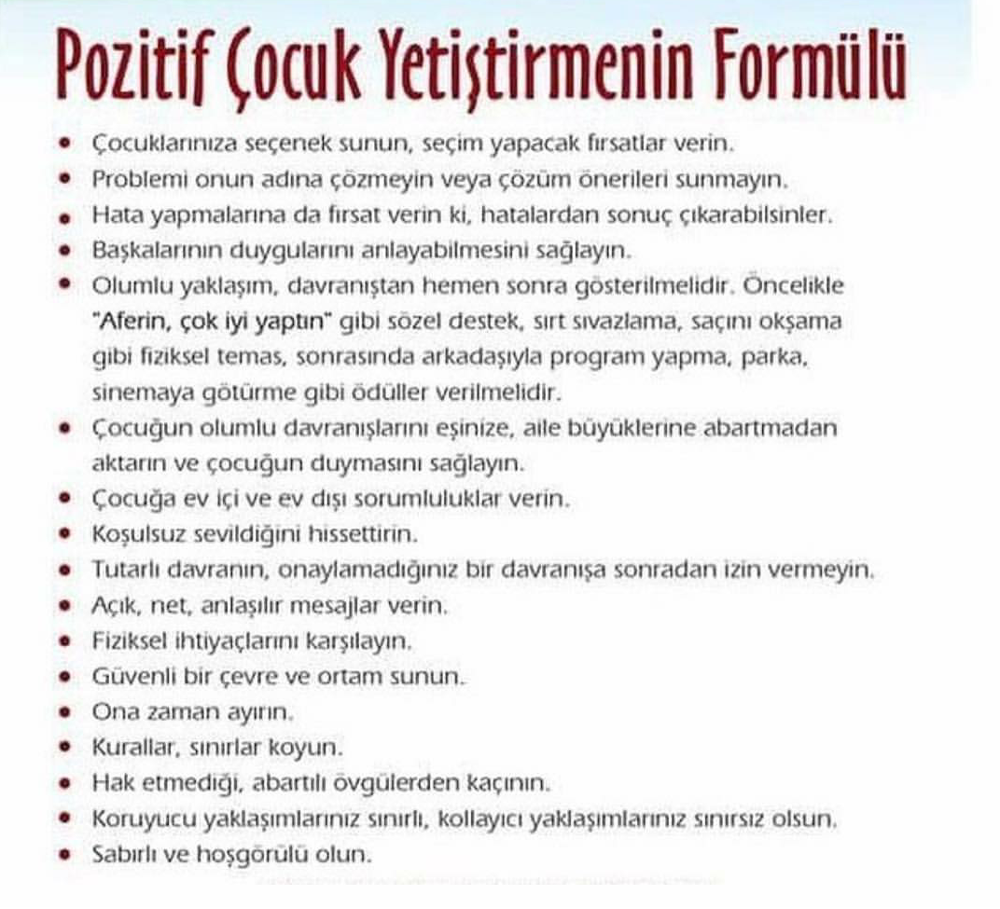 Pozitif Çocuk Yetiştirmenin Formülü
• Çocuklarınıza seçenek sunun, seçim yapacak fırsatlar verin.
• Problemi onun adına çözmeyin veya çözüm önerileri sunmayın.
• Hata yapmalarına da fırsat verin ki, hatalardan sonuç çıkarabilsinler.
• Başkalarının duygularını anlayabilmesini sağlayın.
• Olumlu yaklaşım, davranıştan hemen sonra gösterilmelidir. Öncelikle
"Aferin, çok iyi yaptın" gibi sözel destek, sırt sıvazlama, saçını okşama
gibi fiziksel temas, sonrasında arkadaşıyla program yapma, parka,
sinemaya götürme gibi ödüller verilmelidir.
• Çocuğun olumlu davranışlarını eşinize, aile büyüklerine abartmadan
aktarın ve çocuğun duymasını sağlayın.
• Çocuğa ev içi ve ev dışı sorumluluklar verin.
• Koşulsuz sevildiğini hissettirin.
• Tutarlı davranın, onaylamadığınız bir davranışa sonradan izin vermeyin.
• Açık, net, anlaşılır mesajlar verin.
• Fiziksel ihtiyaçlarını karşılayın.
• Güvenli bir çevre ve ortam sunun.
• Ona zaman ayırın.
• Kurallar, sınırlar koyun.
• Hak etmediği, abartılı övgülerden kaçının.
• Koruyucu yaklaşımlarınız sınırlı, kollayıcı yaklaşımlarınız sınırsız olsun.
• Sabırlı ve hoşgörülü olun.